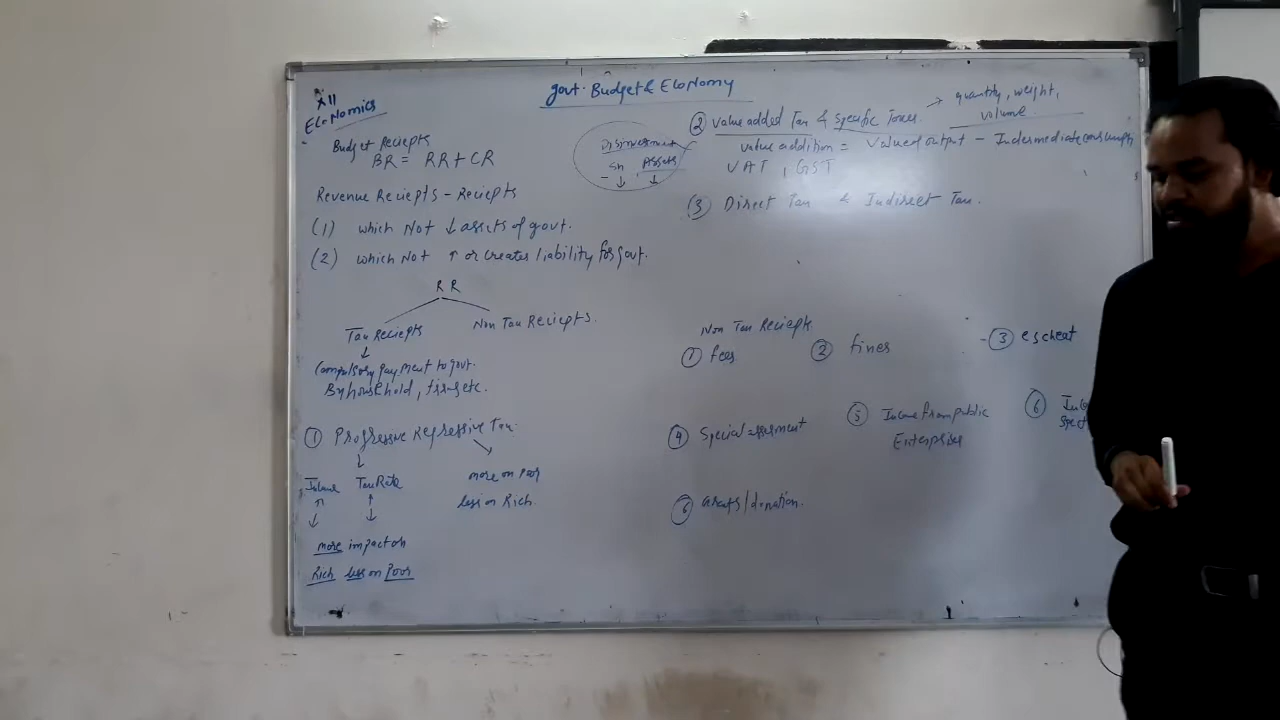 XII
Economics
govt. Budget & Economy
Budget Reciepts
BR = RR + CR
Revenue Reciepts - Reciepts
(1) which Not ↓ assets of govt.
(2) which Not ↑ or creates liability for govt.
RR
Tax Reciepts
Non Tax Reciepts.
↓
Compulsory payment to govt.
By household, firms etc.
① Progressive Regressive Tax
↓
Income Tax Rate
↑ ↑
↓ ↓
more impact on
Rich less on Poor
more on Poor
less on Rich.
Disinvestment
Assets
↓ ↓
② value added Tax & Specific Taxes. → quantity, weight,
volume.
value addition = Value of output - Intermediate consumption
VAT, GST
③ Direct Tax & Indirect Tax.
Non Tax Reciepts
① fees ② fines - ③ escheat
④ Special assesment ⑤ Income from public
Enterprises
⑥
⑥ Grants/donation.